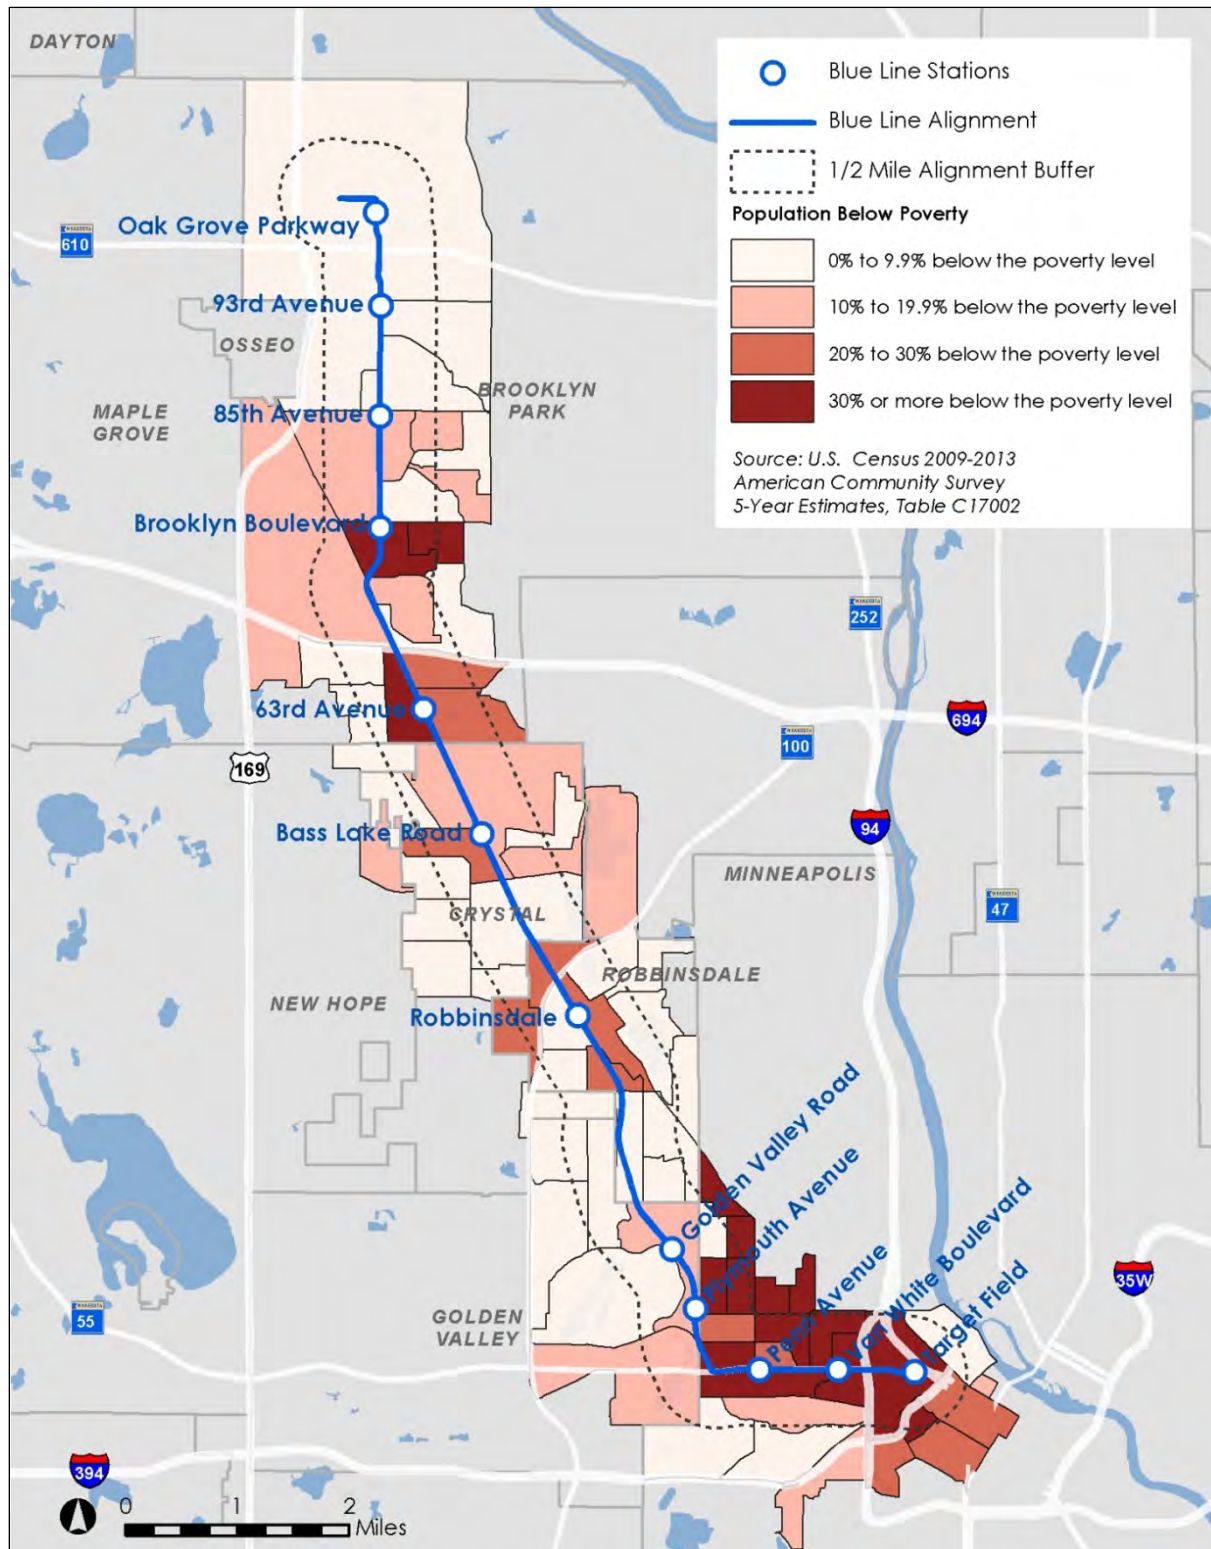 DAYTON
Blue Line Stations
Blue Line Alignment
1/2 Mile Alignment Buffer
Population Below Poverty
0% to 9.9% below the poverty level
10% to 19.9% below the poverty level
20% to 30% below the poverty level
30% or more below the poverty level
Source: U.S. Census 2009-2013
American Community Survey
5-Year Estimates, Table C17002
Oak Grove Parkway
610
93rd Avenue
OSSEO
MAPLE
GROVE
85th Avenue
BROOKLYN
PARK
Brooklyn Boulevard
252
63rd Avenue
694
100
169
94
Bass Lake Road
MINNEAPOLIS
47
CRYSTAL
ROBBINSDALE
NEW HOPE
Robbinsdale
Golden Valley Road
Plymouth Avenue
Penn Avenue
Van White Boulevard
Target Field
35W
55
GOLDEN
VALLEY
394
0 1 2
Miles